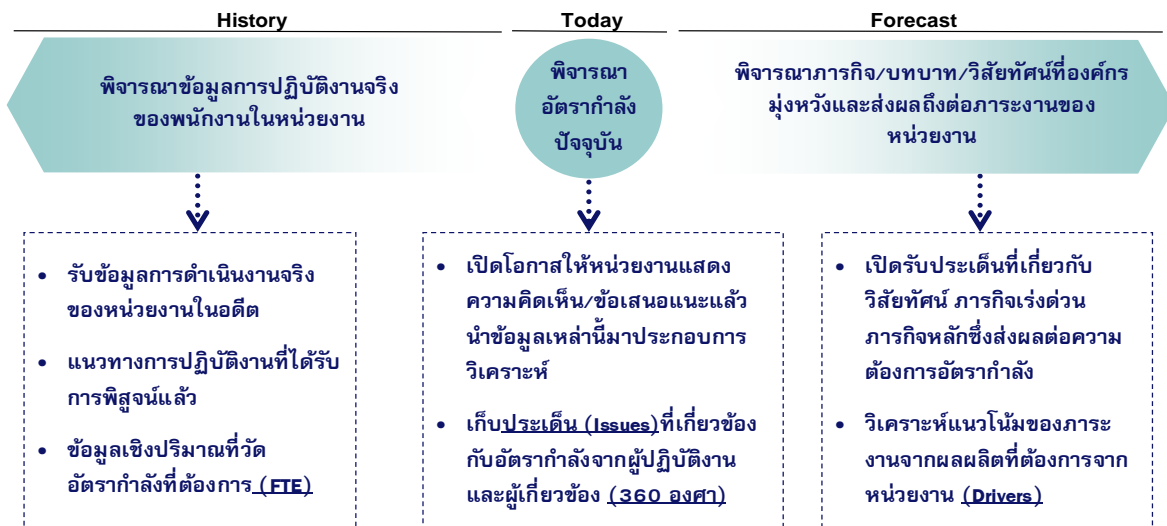 History
Today
Forecast
พิจารณาข้อมูลการปฏิบัติงานจริง
ของพนักงานในหน่วยงาน
พิจารณา
อัตรากำลัง
ปัจจุบัน
พิจารณาภารกิจ/บทบาท/วิสัยทัศน์ที่องค์กร
มุ่งหวังและส่งผลถึงต่อภาระงานของ
หน่วยงาน
• รับข้อมูลการดำเนินงานจริง
ของหน่วยงานในอดีต
• แนวทางการปฏิบัติงานที่ได้รับ
การพิสูจน์แล้ว
• ข้อมูลเชิงปริมาณที่วัด
อัตรากำลังที่ต้องการ (FTE)
• เปิดโอกาสให้หน่วยงานแสดง
ความคิดเห็น/ข้อเสนอแนะแล้ว
นำข้อมูลเหล่านี้มาประกอบการ
วิเคราะห์
• เก็บประเด็น (Issues)ที่เกี่ยวข้อง
กับอัตรากำลังจากผู้ปฏิบัติงาน
และผู้เกี่ยวข้อง (360 องศา)
• เปิดรับประเด็นที่เกี่ยวกับ
วิสัยทัศน์ ภารกิจเร่งด่วน
ภารกิจหลักซึ่งส่งผลต่อความ
ต้องการอัตรากำลัง
• วิเคราะห์แนวโน้มของภาระ
งานจากผลผลิตที่ต้องการจาก
หน่วยงาน (Drivers)